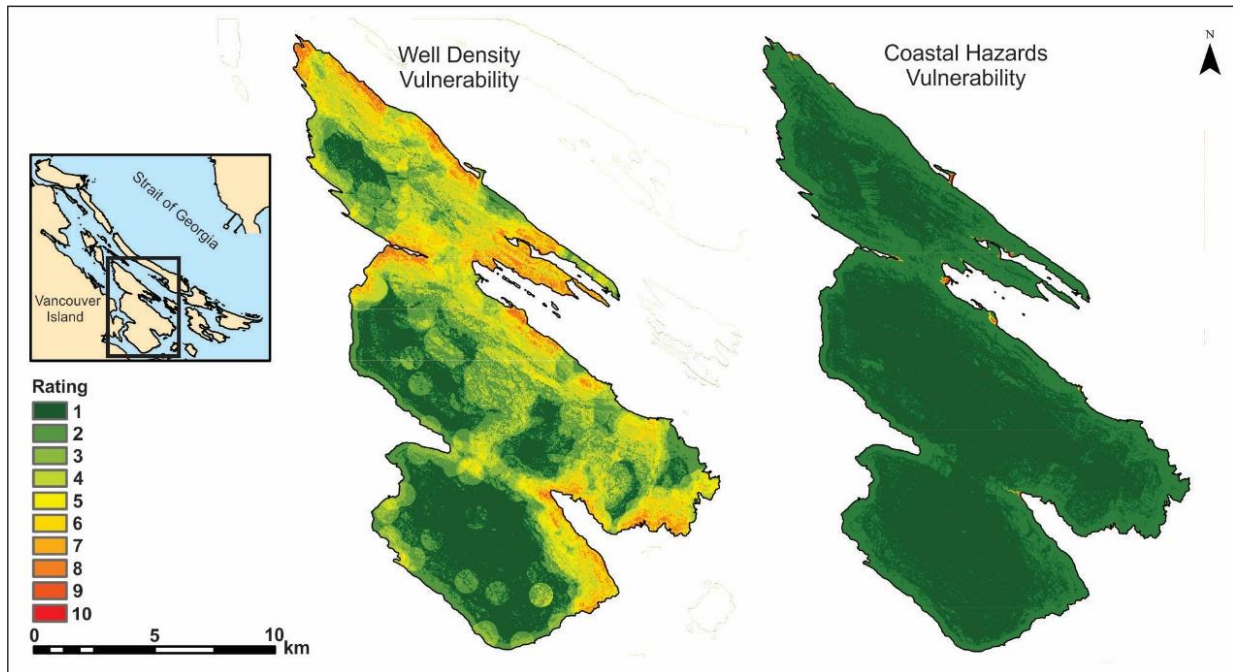 Well Density
Vulnerability
Coastal Hazards
Vulnerability
N
Strait of Georgia
Vancouver
Island
Rating
1
2
3
4
5
6
7
8
9
10
0 5 10
km